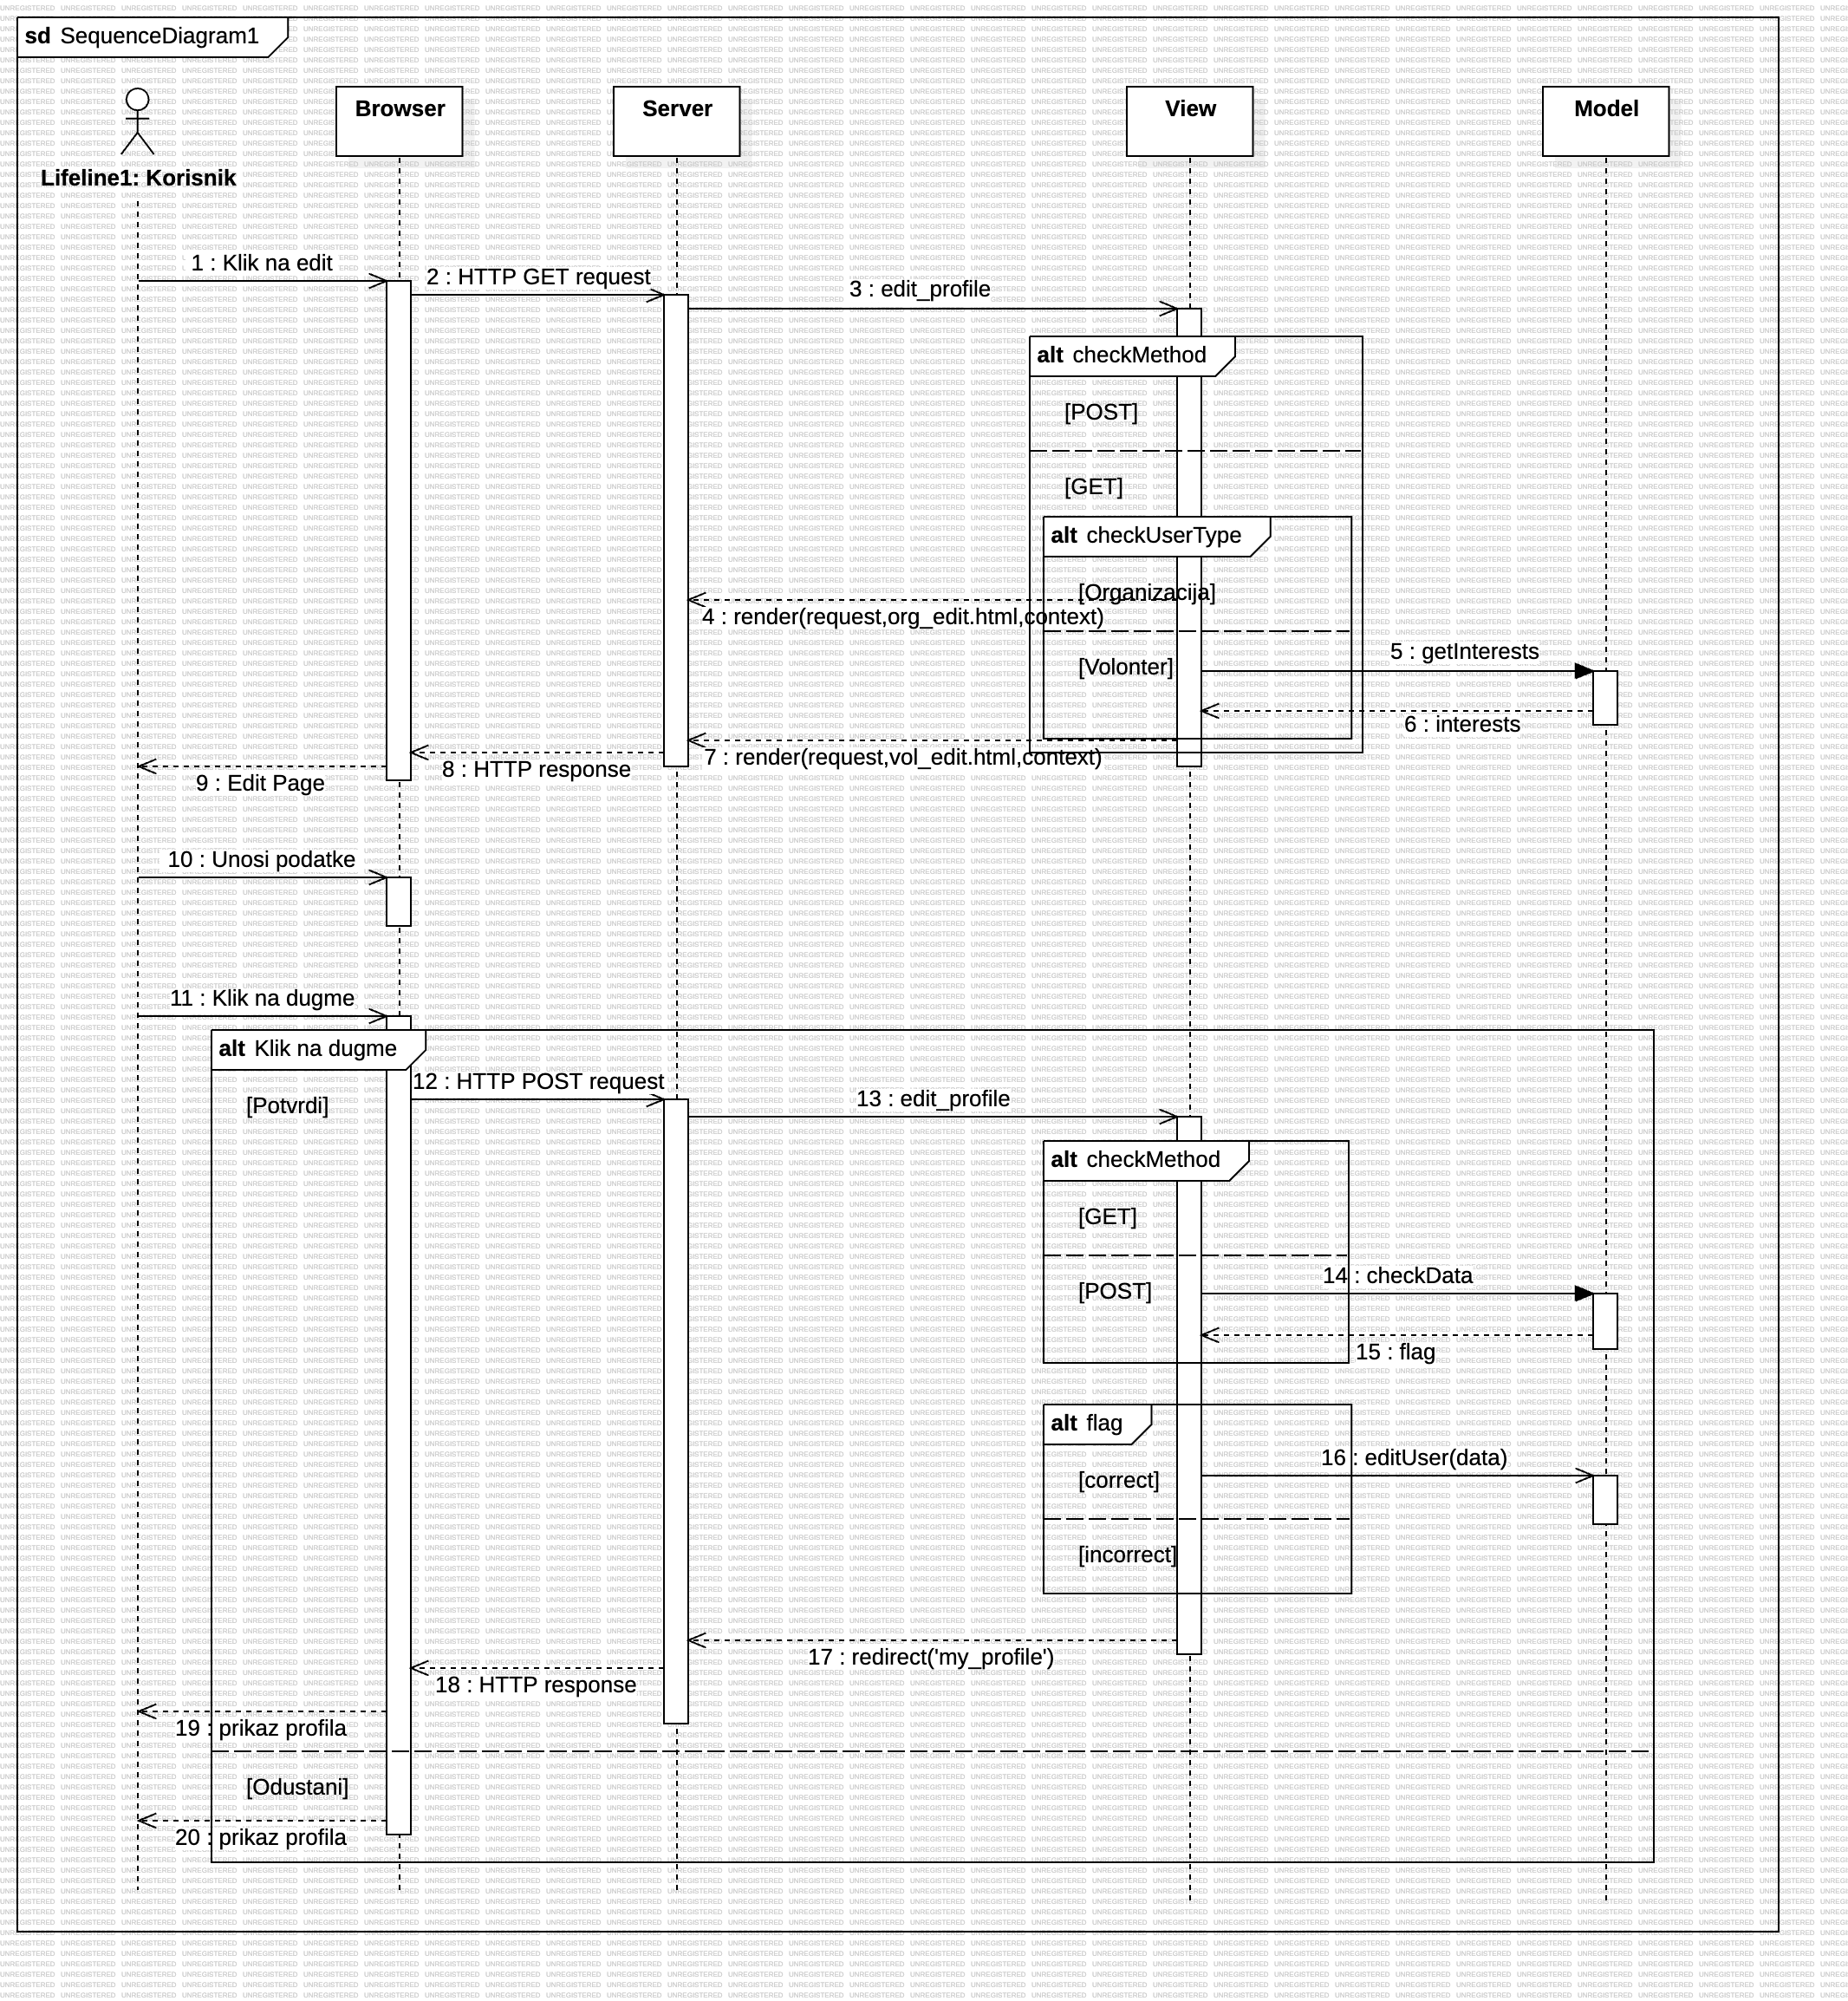 sd SequenceDiagram1
Browser
Server
View
Model
Lifeline1: Korisnik
1 : Klik na edit
2 : HTTP GET request
3 : edit_profile
alt checkMethod
[POST]
[GET]
alt checkUserType
[Organizacija]
4 : render(request,org_edit.html,context)
5 : getInterests
[Volonter]
6 : interests
7 : render(request,vol_edit.html,context)
8 : HTTP response
9 : Edit Page
10 : Unosi podatke
11 : Klik na dugme
alt Klik na dugme
12 : HTTP POST request
[Potvrdi]
13 : edit_profile
alt checkMethod
[GET]
14 : checkData
[POST]
15 : flag
alt flag
16 : editUser(data)
[correct]
[incorrect]
17 : redirect('my_profile')
18 : HTTP response
19 : prikaz profila
[Odustani]
20 : prikaz profila
UNREGISTERED